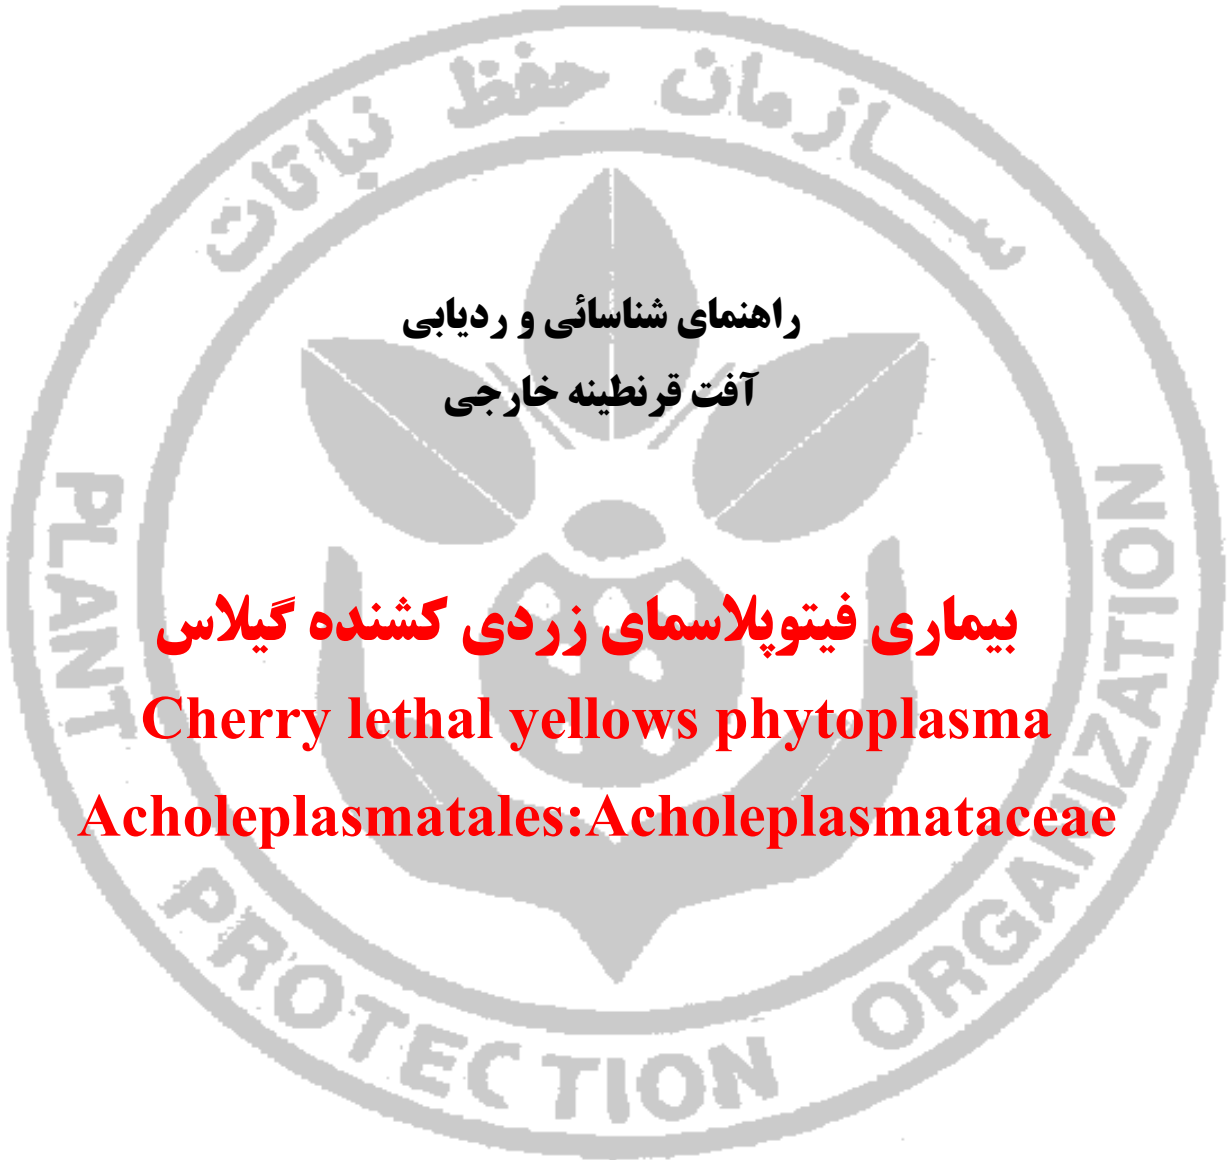 سازمان حفظ نباتات
راهنمای شناسائی و ردیابی
آفت قرنطینه خارجی
بیماری فیتوپلاسمای زردی کشنده گیلاس
Cherry lethal yellows phytoplasma
Acholeplasmatales:Acholeplasmataceae
PLANT PROTECTION ORGANIZATION